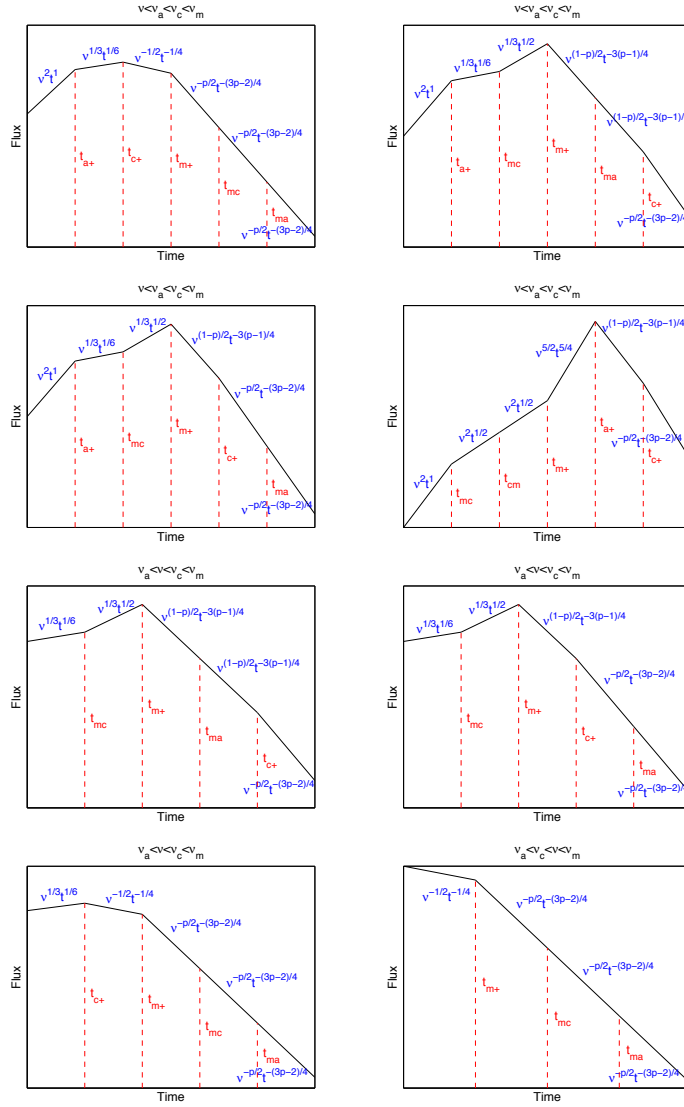 ν<ν_a<ν_c<ν_m
ν^2t^1
ν^{1/3}t^{1/6}
ν^{-1/2}t^{-1/4}
ν^{-p/2}t^{-(3p-2)/4}
ν^{-p/2}t^{-(3p-2)/4}
ν^{-p/2}t^{-(3p-2)/4}
t_{a+}
t_{c+}
t_{m+}
t_{mc}
t_{ma}
Flux
Time
ν<ν_a<ν_c<ν_m
ν^2t^1
ν^{1/3}t^{1/6}
ν^{1/3}t^{1/2}
ν^{(1-p)/2}t^{-3(p-1)/4}
ν^{(1-p)/2}t^{-3(p-1)/4}
ν^{-p/2}t^{-(3p-2)/4}
t_{a+}
t_{mc}
t_{m+}
t_{ma}
t_{c+}
Flux
Time
ν<ν_a<ν_c<ν_m
ν^2t^1
ν^{1/3}t^{1/6}
ν^{1/3}t^{1/2}
ν^{(1-p)/2}t^{-3(p-1)/4}
ν^{-p/2}t^{-(3p-2)/4}
ν^{-p/2}t^{-(3p-2)/4}
t_{a+}
t_{mc}
t_{m+}
t_{c+}
t_{ma}
Flux
Time
ν<ν_a<ν_c<ν_m
ν^2t^1
ν^2t^{1/2}
ν^2t^{1/2}
ν^{5/2}t^{5/4}
ν^{(1-p)/2}t^{-3(p-1)/4}
ν^{-p/2}t^{-(3p-2)/4}
t_{mc}
t_{cm}
t_{m+}
t_{a+}
t_{c+}
Flux
Time
ν_a<ν<ν_c<ν_m
ν^{1/3}t^{1/6}
ν^{1/3}t^{1/2}
ν^{(1-p)/2}t^{-3(p-1)/4}
ν^{(1-p)/2}t^{-3(p-1)/4}
ν^{-p/2}t^{-(3p-2)/4}
t_{mc}
t_{m+}
t_{ma}
t_{c+}
Flux
Time
ν_a<ν<ν_c<ν_m
ν^{1/3}t^{1/6}
ν^{1/3}t^{1/2}
ν^{(1-p)/2}t^{-3(p-1)/4}
ν^{-p/2}t^{-(3p-2)/4}
ν^{-p/2}t^{-(3p-2)/4}
t_{mc}
t_{m+}
t_{c+}
t_{ma}
Flux
Time
ν_a<ν<ν_c<ν_m
ν^{1/3}t^{1/6}
ν^{-1/2}t^{-1/4}
ν^{-p/2}t^{-(3p-2)/4}
ν^{-p/2}t^{-(3p-2)/4}
ν^{-p/2}t^{-(3p-2)/4}
t_{c+}
t_{m+}
t_{mc}
t_{ma}
Flux
Time
ν_a<ν_c<ν<ν_m
ν^{-1/2}t^{-1/4}
ν^{-p/2}t^{-(3p-2)/4}
ν^{-p/2}t^{-(3p-2)/4}
ν^{-p/2}t^{-(3p-2)/4}
t_{m+}
t_{mc}
t_{ma}
Flux
Time